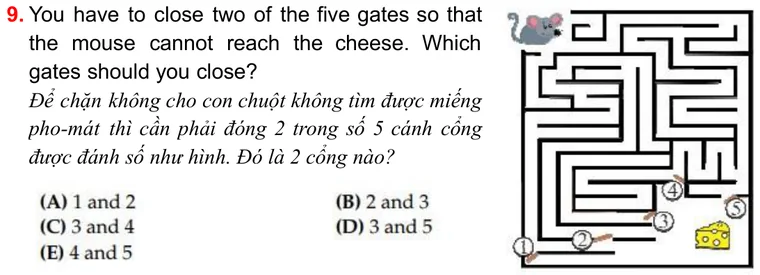 9. You have to close two of the five gates so that
the mouse cannot reach the cheese. Which
gates should you close?
Để chặn không cho con chuột không tìm được miếng
pho-mát thì cần phải đóng 2 trong số 5 cánh cổng
được đánh số như hình. Đó là 2 cổng nào?
(A) 1 and 2
(B) 2 and 3
(C) 3 and 4
(D) 3 and 5
(E) 4 and 5
4
5
3
2
1